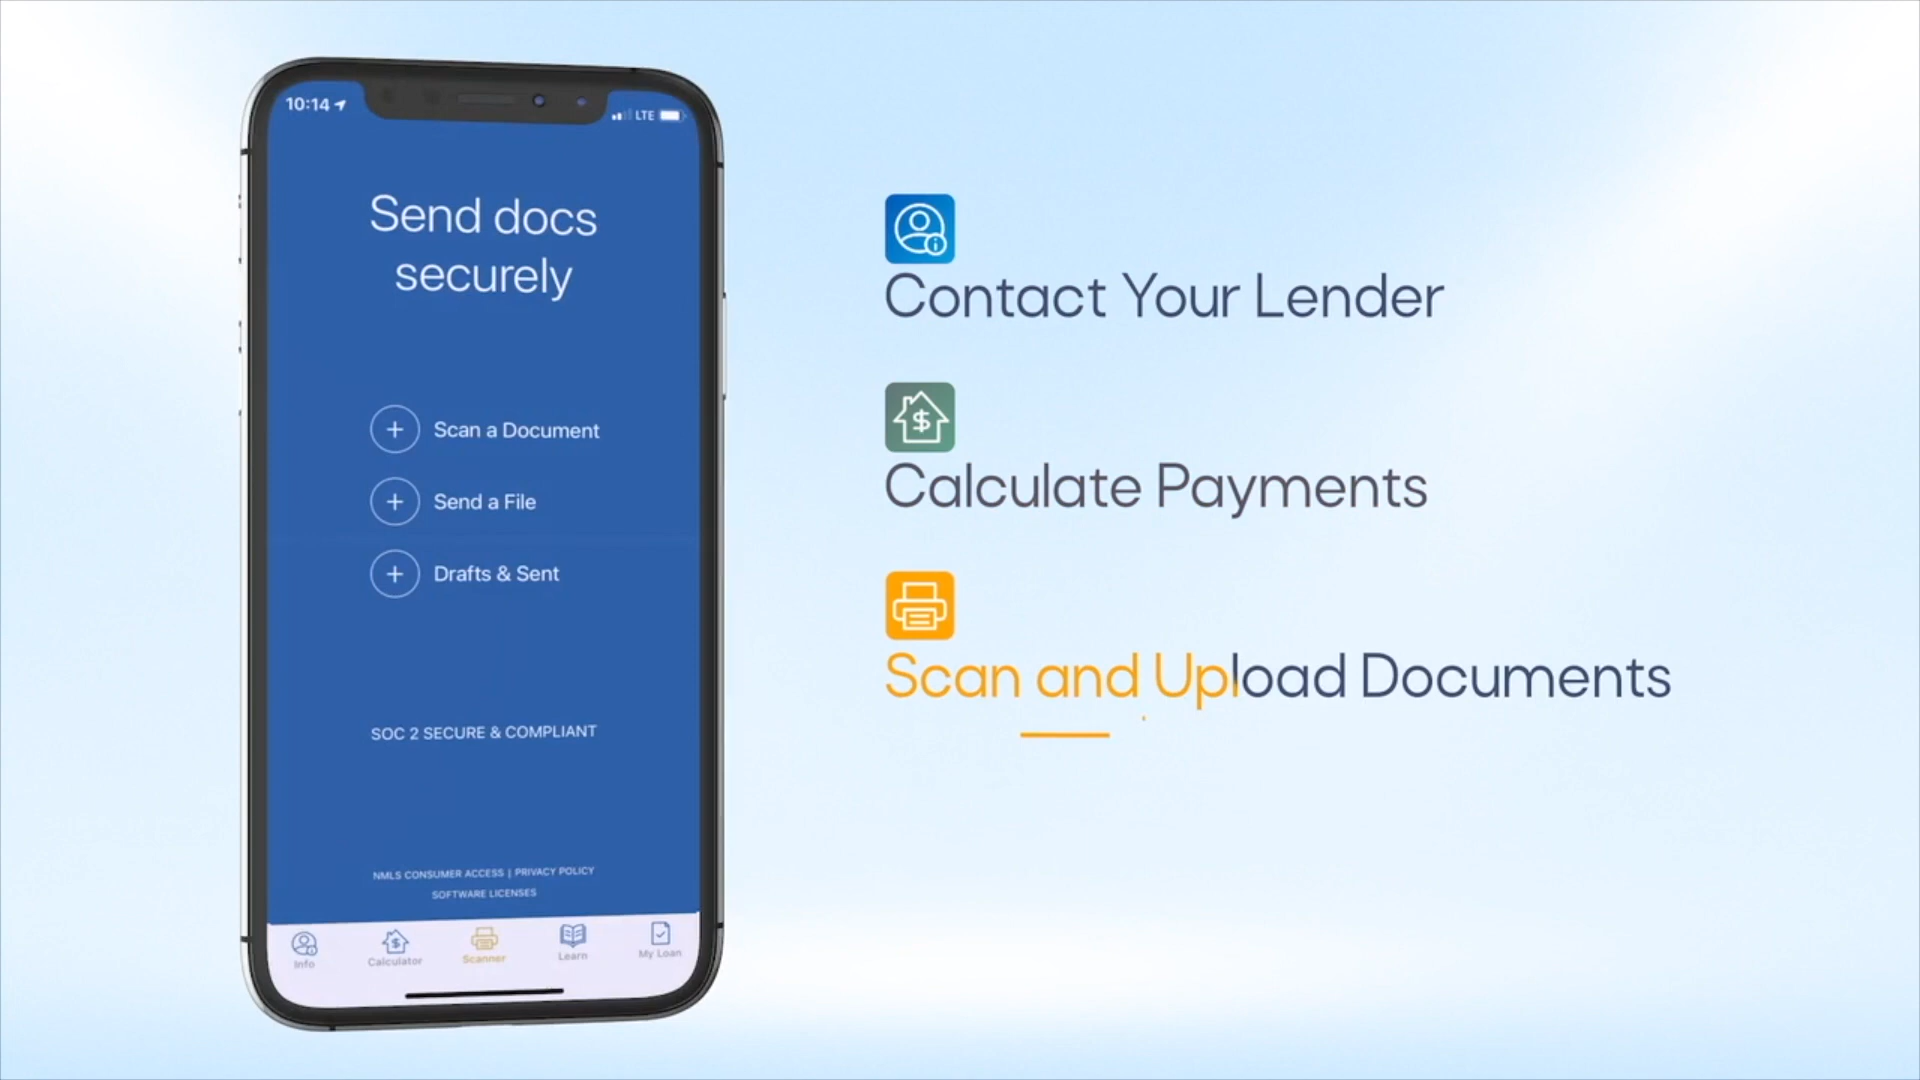 10:14
LTE
Send docs
securely
Scan a Document
Send a File
Drafts & Sent
SOC 2 SECURE & COMPLIANT
NMLS CONSUMER ACCESS | PRIVACY POLICY
SOFTWARE LICENSES
Info
Calculator
Scanner
Learn
My Loan
Contact Your Lender
Calculate Payments
Scan and Upload Documents